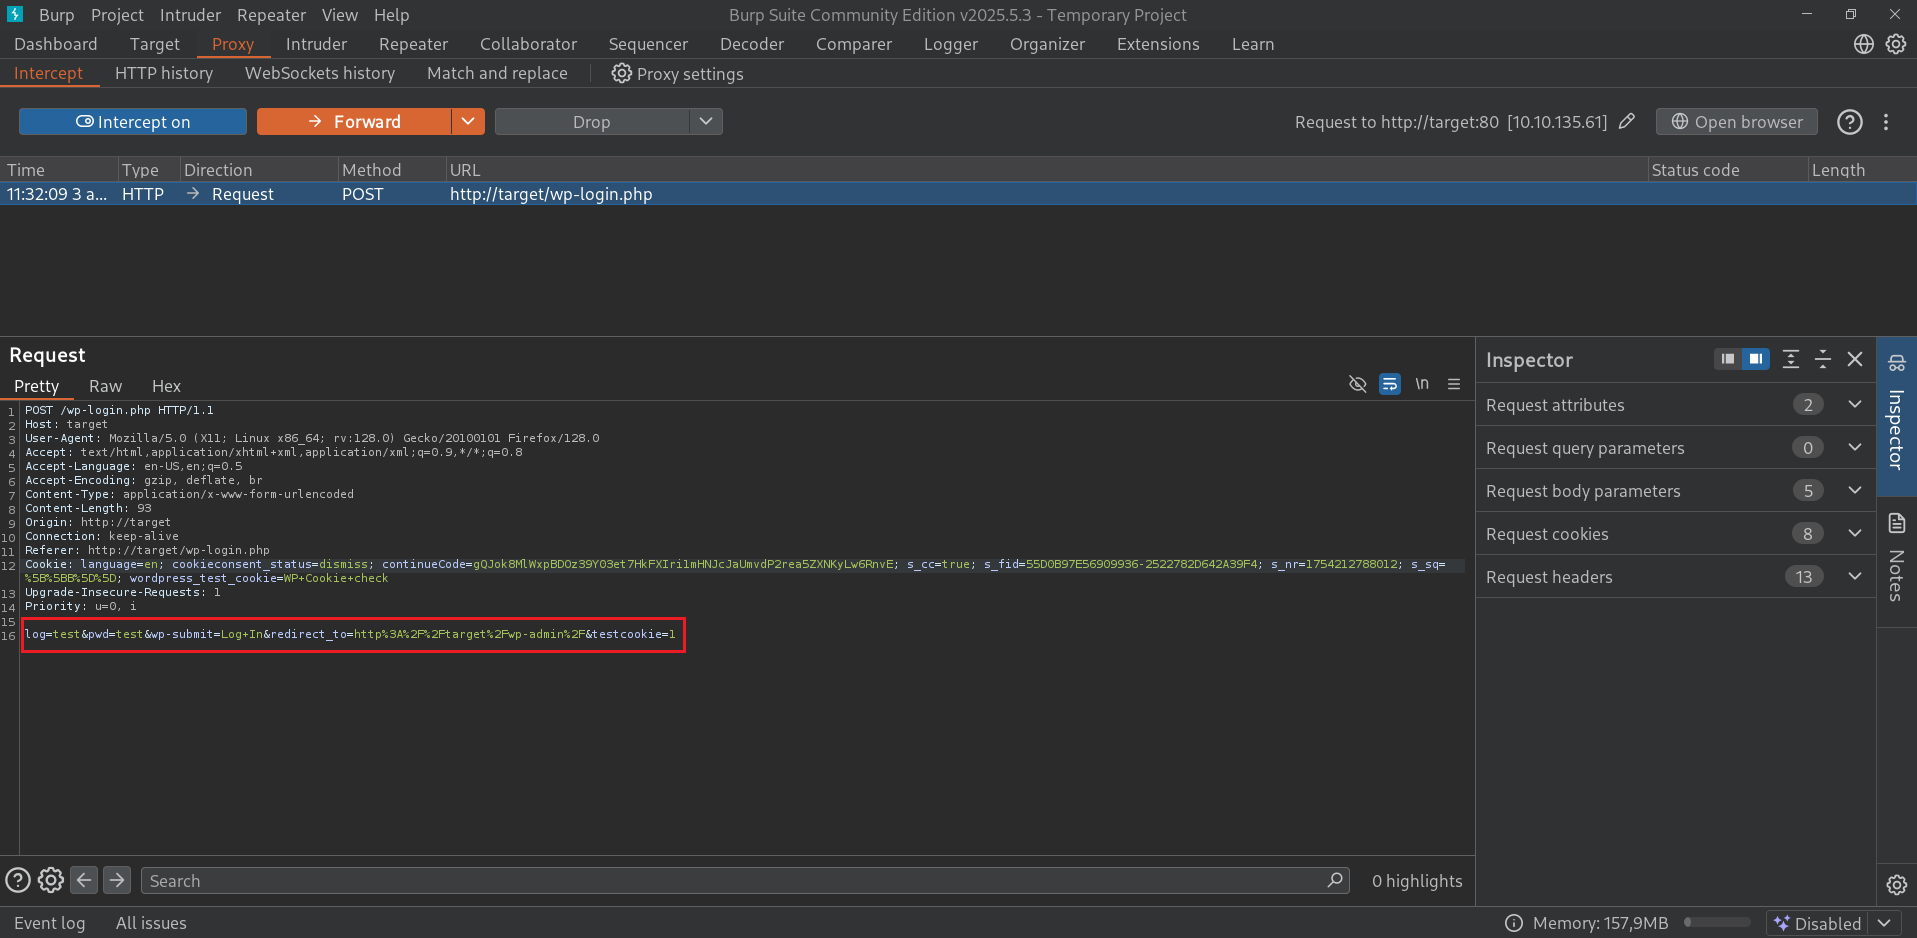 Burp Project Intruder Repeater View Help Burp Suite Community Edition v2025.5.3 - Temporary Project
Dashboard Target Proxy Intruder Repeater Collaborator Sequencer Decoder Comparer Logger Organizer Extensions Learn
Intercept HTTP history WebSockets history Match and replace Proxy settings
Intercept on Forward Drop Request to http://target:80 [10.10.135.61] Open browser
Time Type Direction Method URL Status code Length
11:32:09 3 a... HTTP Request POST http://target/wp-login.php
Request
Pretty Raw Hex \n
1 POST /wp-login.php HTTP/1.1
2 Host: target
3 User-Agent: Mozilla/5.0 (X11; Linux x86_64; rv:128.0) Gecko/20100101 Firefox/128.0
4 Accept: text/html,application/xhtml+xml,application/xml;q=0.9,*/*;q=0.8
5 Accept-Language: en-US,en;q=0.5
6 Accept-Encoding: gzip, deflate, br
7 Content-Type: application/x-www-form-urlencoded
8 Content-Length: 93
9 Origin: http://target
10 Connection: keep-alive
11 Referer: http://target/wp-login.php
12 Cookie: language=en; cookieconsent_status=dismiss; continueCode=gQJok8MlWxpBDOz39Y03et7HkFXIri1mHNJcJaUmvdP2rea5ZXNKyLw6RnvE; s_cc=true; s_fid=55D0B97E56909936-2522782D642A39F4; s_nr=1754212788012; s_sq=
%5B%5BB%5D%5D; wordpress_test_cookie=WP+Cookie+check
13 Upgrade-Insecure-Requests: 1
14 Priority: u=0, i
15
16 log=test&pwd=test&wp-submit=Log+In&redirect_to=http%3A%2F%2Ftarget%2Fwp-admin%2F&testcookie=1
Inspector
Request attributes 2
Request query parameters 0
Request body parameters 5
Request cookies 8
Request headers 13
Inspector
Notes
Search 0 highlights
Event log All issues Memory: 157,9MB Disabled